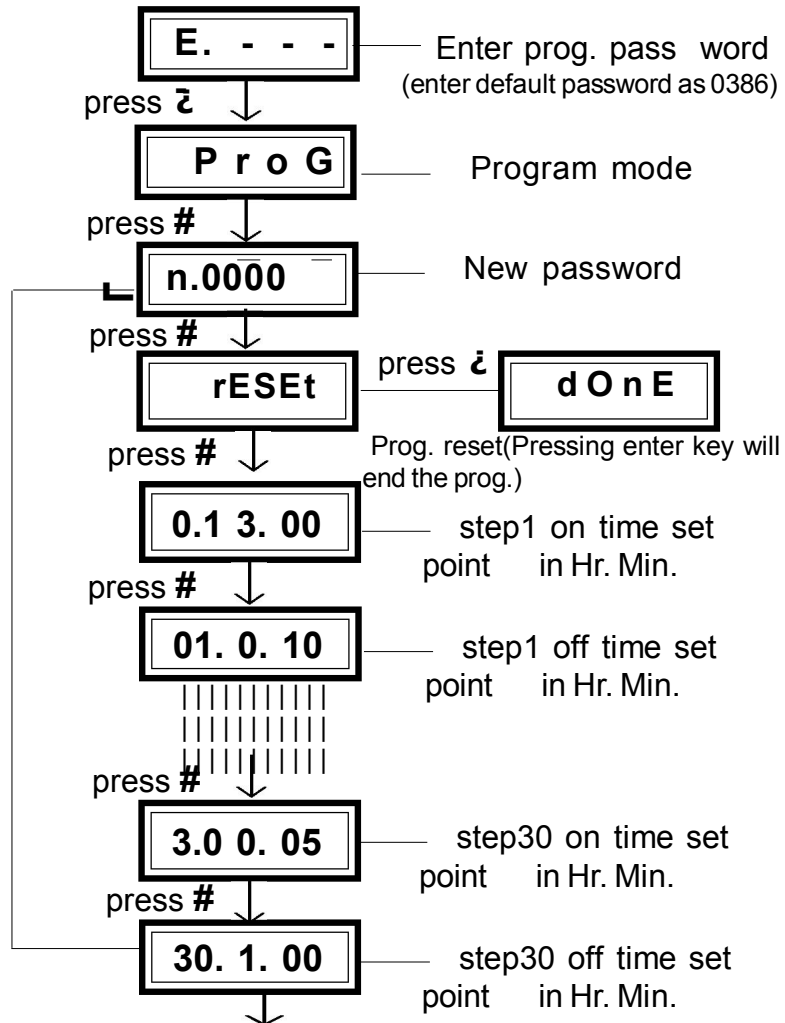 E. - - -
Enter prog. pass word
(enter default password as 0386)
press ¿
P r o G
Program mode
press #
n.0000
New password
press #
rESEt
press ¿
d O n E
Prog. reset(Pressing enter key will
end the prog.)
press #
0.1 3. 00
step1 on time set
point in Hr. Min.
press #
01. 0. 10
step1 off time set
point in Hr. Min.
press #
3.0 0. 05
step30 on time set
point in Hr. Min.
press #
30. 1. 00
step30 off time set
point in Hr. Min.